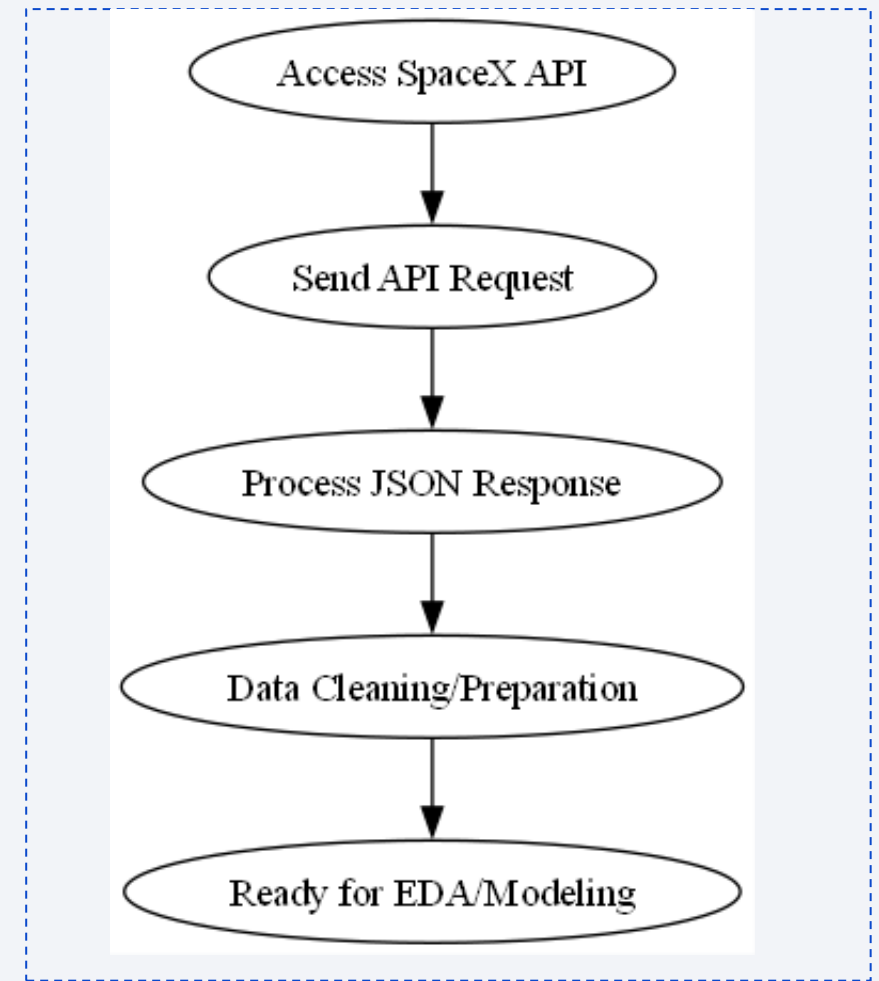 Access SpaceX API
Send API Request
Process JSON Response
Data Cleaning/Preparation
Ready for EDA/Modeling